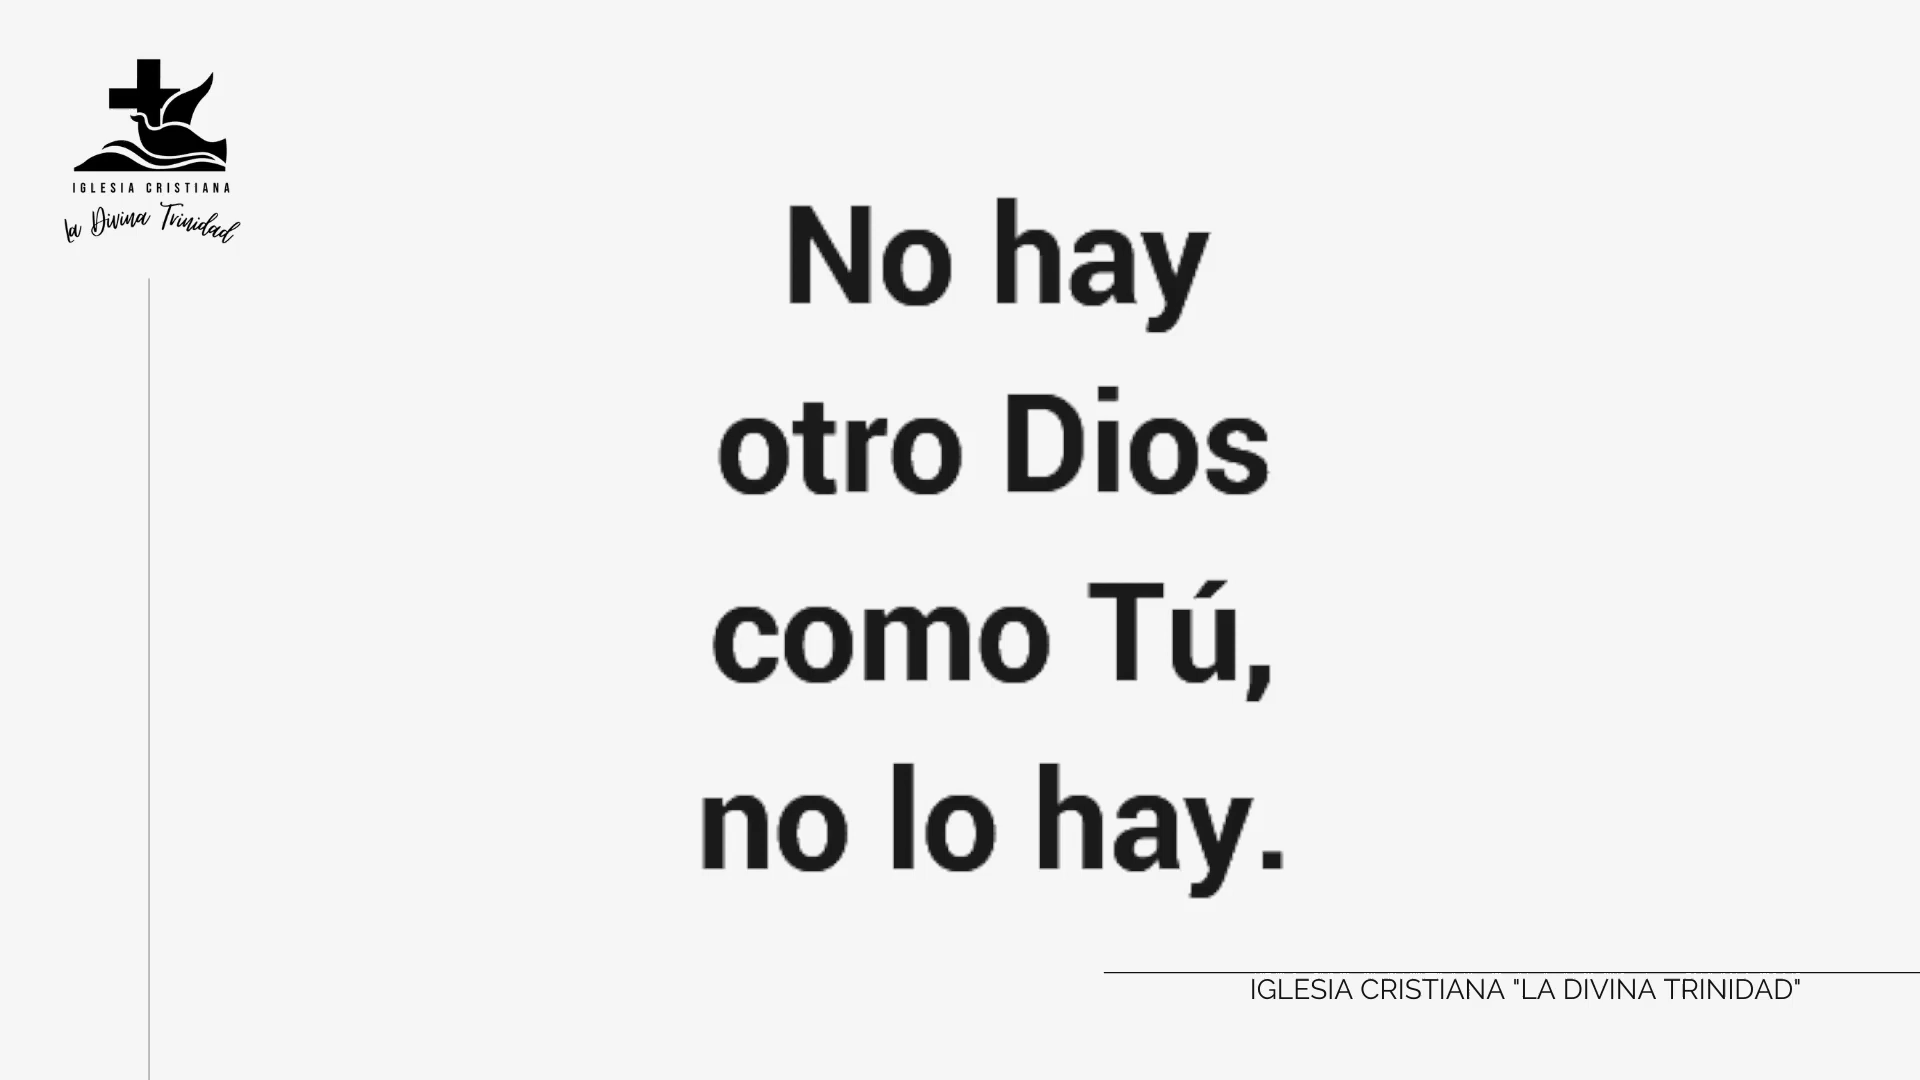 IGLESIA CRISTIANA
La Divina Trinidad
No hay
otro Dios
como Tú,
no lo hay.
IGLESIA CRISTIANA "LA DIVINA TRINIDAD"